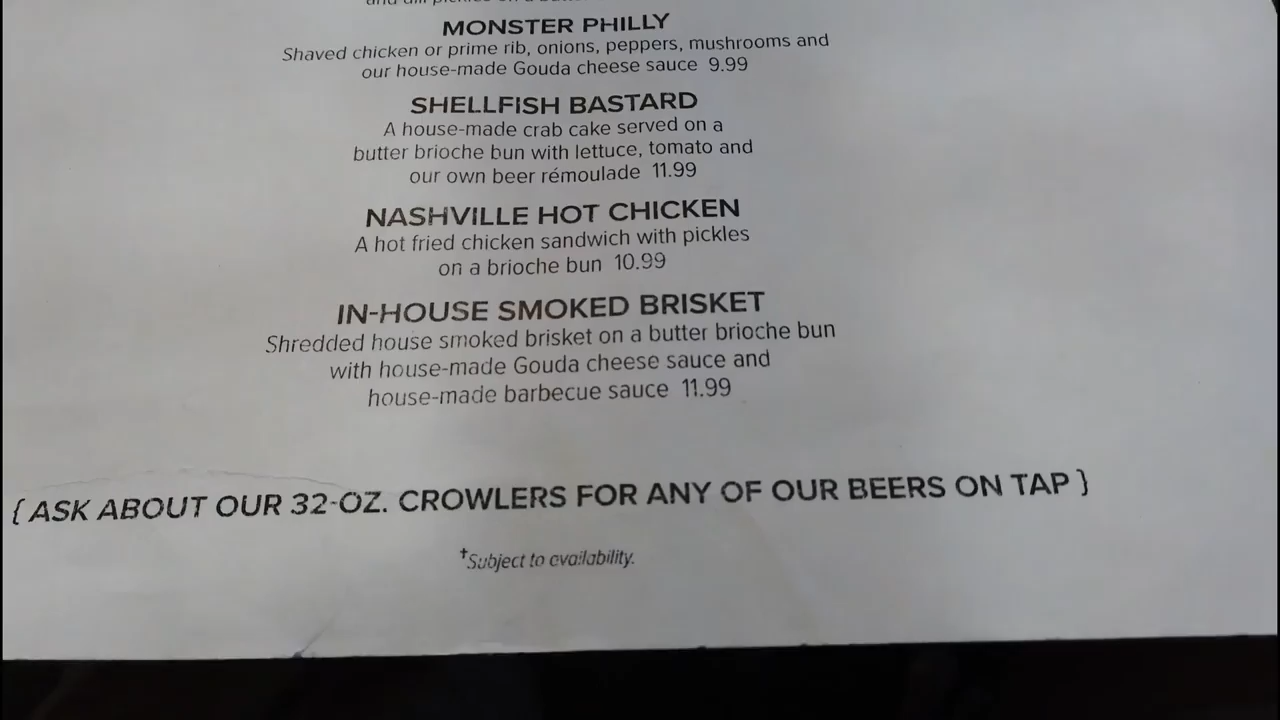 MONSTER PHILLY
Shaved chicken or prime rib, onions, peppers, mushrooms and
our house-made Gouda cheese sauce 9.99
SHELLFISH BASTARD
A house-made crab cake served on a
butter brioche bun with lettuce, tomato and
our own beer rémoulade 11.99
NASHVILLE HOT CHICKEN
A hot fried chicken sandwich with pickles
on a brioche bun 10.99
IN-HOUSE SMOKED BRISKET
Shredded house smoked brisket on a butter brioche bun
with house-made Gouda cheese sauce and
house-made barbecue sauce 11.99
{ ASK ABOUT OUR 32-OZ. CROWLERS FOR ANY OF OUR BEERS ON TAP }
†Subject to availability.